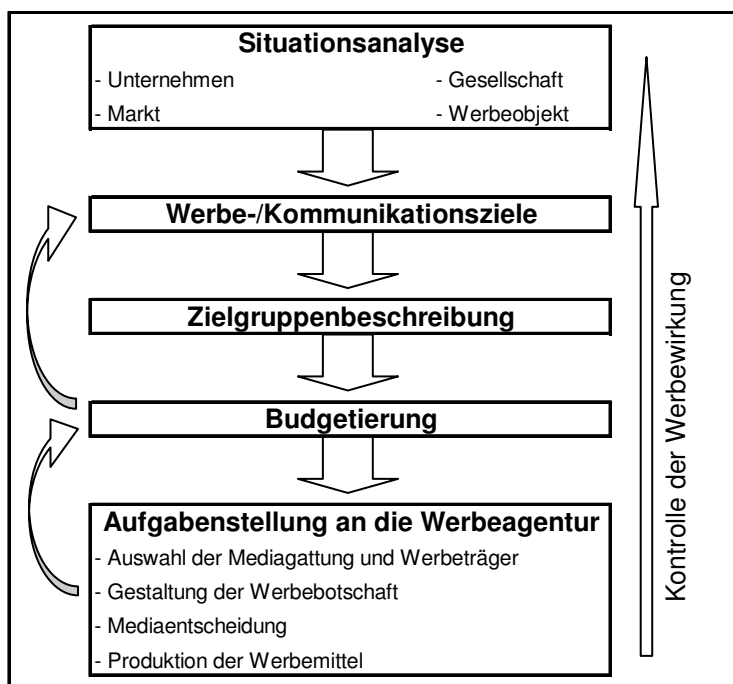 Situationsanalyse
- Unternehmen - Gesellschaft
- Markt - Werbeobjekt
Werbe-/Kommunikationsziele
Zielgruppenbeschreibung
Budgetierung
Aufgabenstellung an die Werbeagentur
- Auswahl der Mediagattung und Werbeträger
- Gestaltung der Werbebotschaft
- Mediaentscheidung
- Produktion der Werbemittel
Kontrolle der Werbewirkung